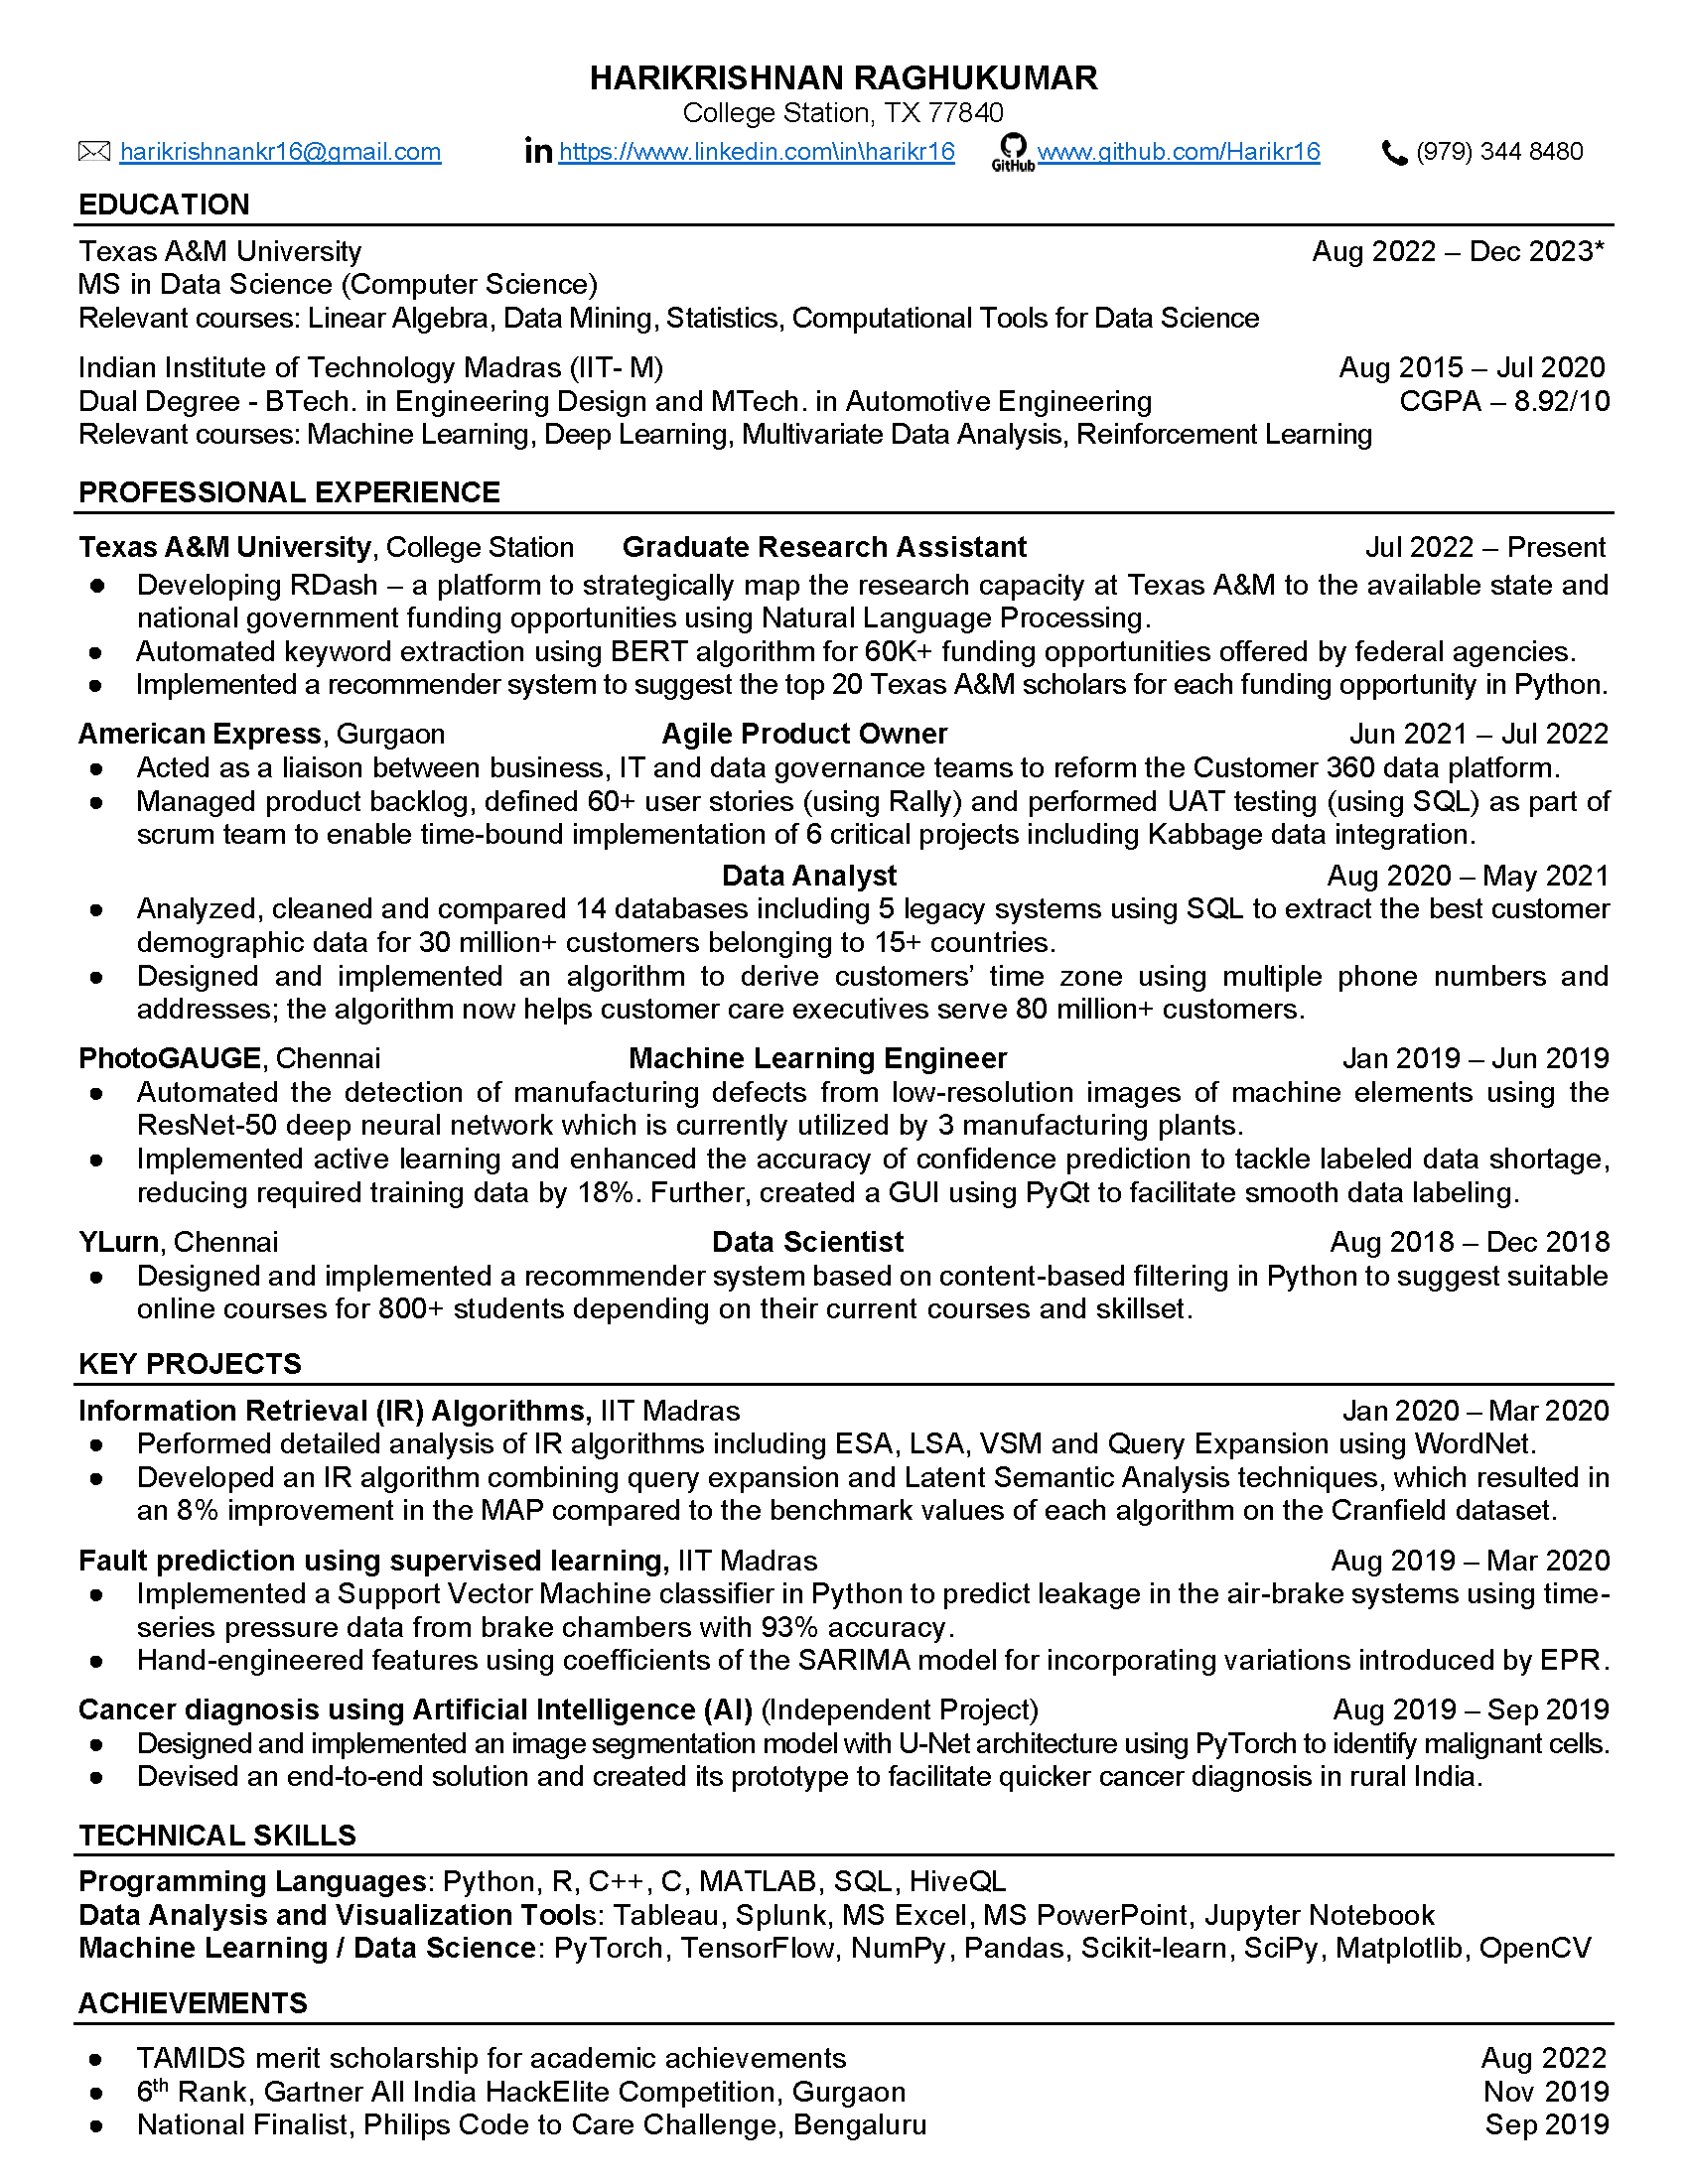 HARIKRISHNAN RAGHUKUMAR
College Station, TX 77840
harikrishnankr16@gmail.com in https://www.linkedin.com\in\harikr16 GitHub www.github.com/Harikr16 (979) 344 8480
EDUCATION
Texas A&M University Aug 2022 – Dec 2023*
MS in Data Science (Computer Science)
Relevant courses: Linear Algebra, Data Mining, Statistics, Computational Tools for Data Science
Indian Institute of Technology Madras (IIT- M) Aug 2015 – Jul 2020
Dual Degree - BTech. in Engineering Design and MTech. in Automotive Engineering CGPA – 8.92/10
Relevant courses: Machine Learning, Deep Learning, Multivariate Data Analysis, Reinforcement Learning
PROFESSIONAL EXPERIENCE
Texas A&M University, College Station Graduate Research Assistant Jul 2022 – Present
● Developing RDash – a platform to strategically map the research capacity at Texas A&M to the available state and
national government funding opportunities using Natural Language Processing.
● Automated keyword extraction using BERT algorithm for 60K+ funding opportunities offered by federal agencies.
● Implemented a recommender system to suggest the top 20 Texas A&M scholars for each funding opportunity in Python.
American Express, Gurgaon Agile Product Owner Jun 2021 – Jul 2022
● Acted as a liaison between business, IT and data governance teams to reform the Customer 360 data platform.
● Managed product backlog, defined 60+ user stories (using Rally) and performed UAT testing (using SQL) as part of
scrum team to enable time-bound implementation of 6 critical projects including Kabbage data integration.
Data Analyst Aug 2020 – May 2021
● Analyzed, cleaned and compared 14 databases including 5 legacy systems using SQL to extract the best customer
demographic data for 30 million+ customers belonging to 15+ countries.
● Designed and implemented an algorithm to derive customers’ time zone using multiple phone numbers and
addresses; the algorithm now helps customer care executives serve 80 million+ customers.
PhotoGAUGE, Chennai Machine Learning Engineer Jan 2019 – Jun 2019
● Automated the detection of manufacturing defects from low-resolution images of machine elements using the
ResNet-50 deep neural network which is currently utilized by 3 manufacturing plants.
● Implemented active learning and enhanced the accuracy of confidence prediction to tackle labeled data shortage,
reducing required training data by 18%. Further, created a GUI using PyQt to facilitate smooth data labeling.
YLurn, Chennai Data Scientist Aug 2018 – Dec 2018
● Designed and implemented a recommender system based on content-based filtering in Python to suggest suitable
online courses for 800+ students depending on their current courses and skillset.
KEY PROJECTS
Information Retrieval (IR) Algorithms, IIT Madras Jan 2020 – Mar 2020
● Performed detailed analysis of IR algorithms including ESA, LSA, VSM and Query Expansion using WordNet.
● Developed an IR algorithm combining query expansion and Latent Semantic Analysis techniques, which resulted in
an 8% improvement in the MAP compared to the benchmark values of each algorithm on the Cranfield dataset.
Fault prediction using supervised learning, IIT Madras Aug 2019 – Mar 2020
● Implemented a Support Vector Machine classifier in Python to predict leakage in the air-brake systems using time-
series pressure data from brake chambers with 93% accuracy.
● Hand-engineered features using coefficients of the SARIMA model for incorporating variations introduced by EPR.
Cancer diagnosis using Artificial Intelligence (AI) (Independent Project) Aug 2019 – Sep 2019
● Designed and implemented an image segmentation model with U-Net architecture using PyTorch to identify malignant cells.
● Devised an end-to-end solution and created its prototype to facilitate quicker cancer diagnosis in rural India.
TECHNICAL SKILLS
Programming Languages: Python, R, C++, C, MATLAB, SQL, HiveQL
Data Analysis and Visualization Tools: Tableau, Splunk, MS Excel, MS PowerPoint, Jupyter Notebook
Machine Learning / Data Science: PyTorch, TensorFlow, NumPy, Pandas, Scikit-learn, SciPy, Matplotlib, OpenCV
ACHIEVEMENTS
● TAMIDS merit scholarship for academic achievements Aug 2022
● 6th Rank, Gartner All India HackElite Competition, Gurgaon Nov 2019
● National Finalist, Philips Code to Care Challenge, Bengaluru Sep 2019